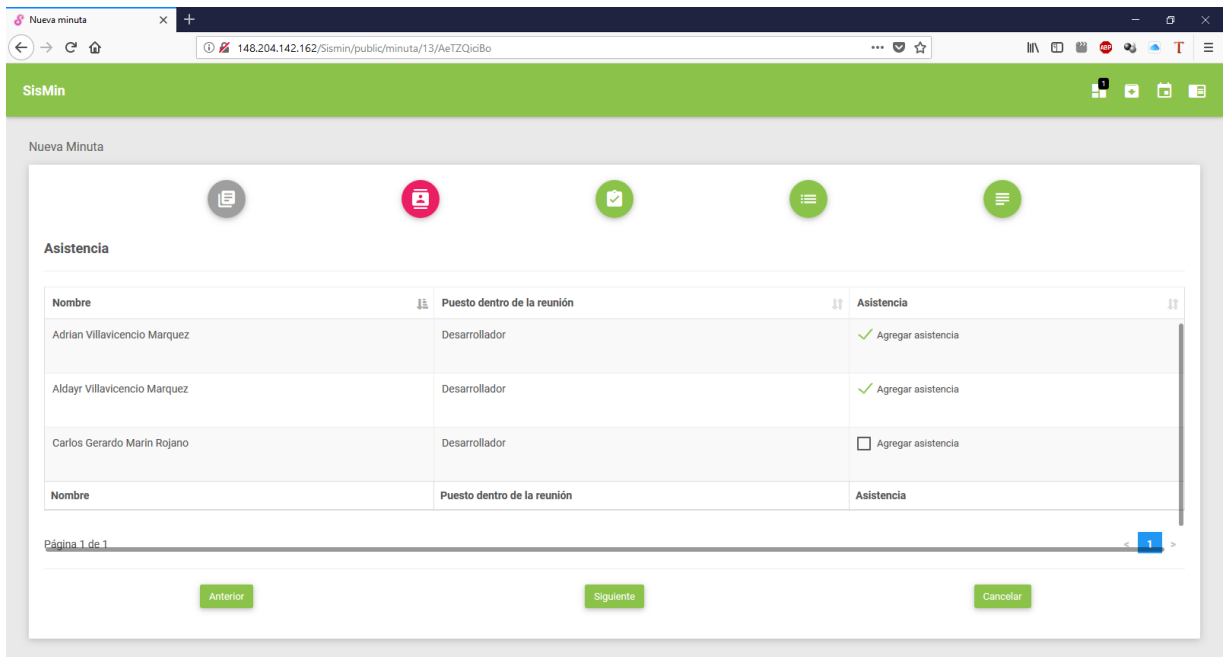 Nueva minuta
148.204.142.162/Sismin/public/minuta/13/AeTZQiciBo
ABP
T
SisMin
1
Nueva Minuta
Asistencia
Nombre Puesto dentro de la reunión Asistencia
Adrian Villavicencio Marquez Desarrollador Agregar asistencia
Aldayr Villavicencio Marquez Desarrollador Agregar asistencia
Carlos Gerardo Marin Rojano Desarrollador Agregar asistencia
Nombre Puesto dentro de la reunión Asistencia
Página 1 de 1 < 1 >
Anterior Siguiente Cancelar